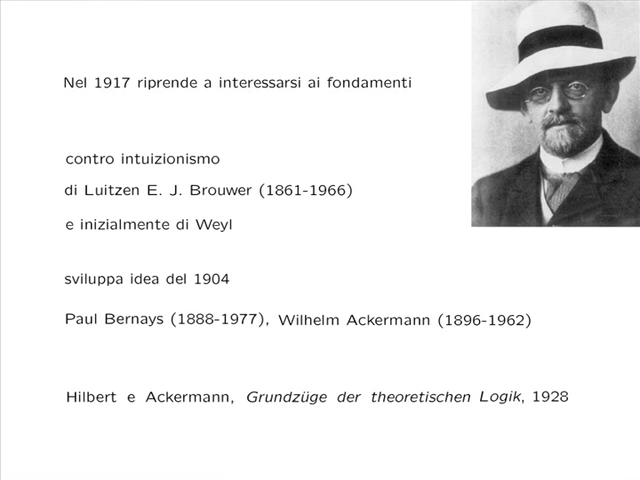 Nel 1917 riprende a interessarsi ai fondamenti
contro intuizionismo
di Luitzen E. J. Brouwer (1861-1966)
e inizialmente di Weyl
sviluppa idea del 1904
Paul Bernays (1888-1977), Wilhelm Ackermann (1896-1962)
Hilbert e Ackermann, Grundzüge der theoretischen Logik, 1928